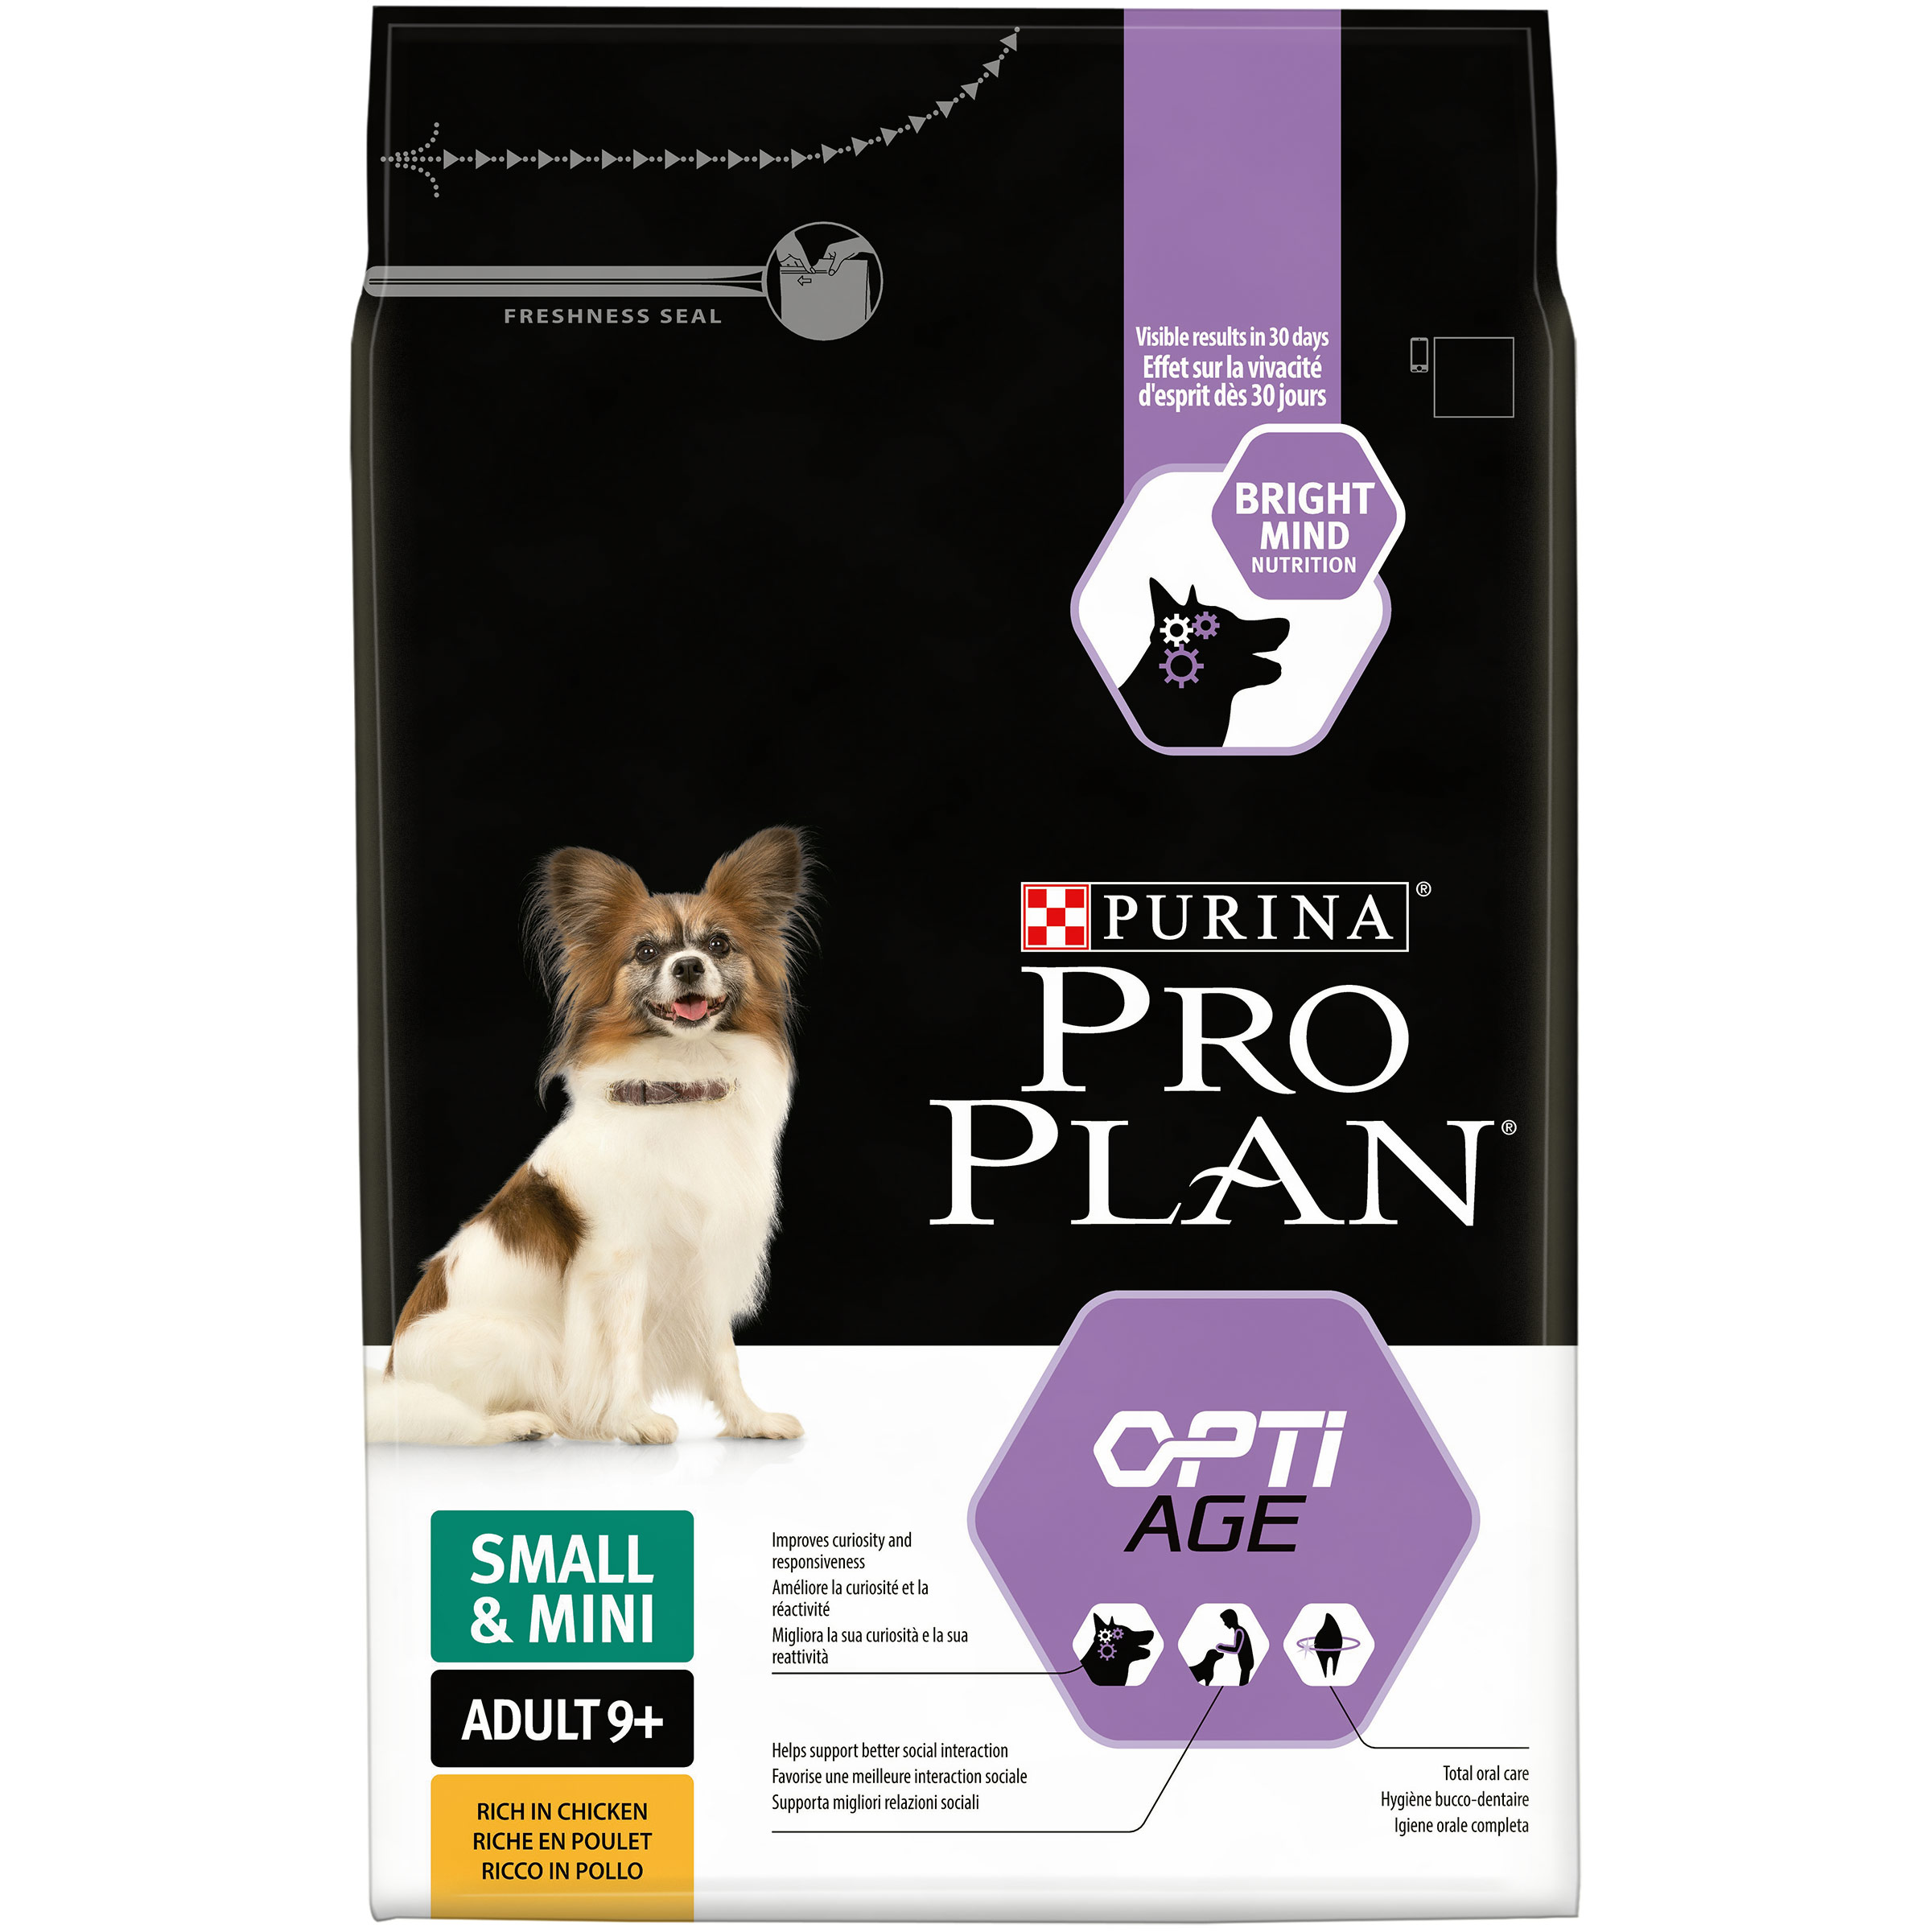 FRESHNESS SEAL
Visible results in 30 days
Effet sur la vivacité
d'esprit dès 30 jours
BRIGHT
MIND
NUTRITION
PURINA®
PRO
PLAN®
OPTi
AGE
SMALL
& MINI
ADULT 9+
RICH IN CHICKEN
RICHE EN POULET
RICCO IN POLLO
Improves curiosity and
responsiveness
Améliore la curiosité et la
réactivité
Migliora la sua curiosità e la sua
reattività
Helps support better social interaction
Favorise une meilleure interaction sociale
Supporta migliori relazioni sociali
Total oral care
Hygiène bucco-dentaire
Igiene orale completa